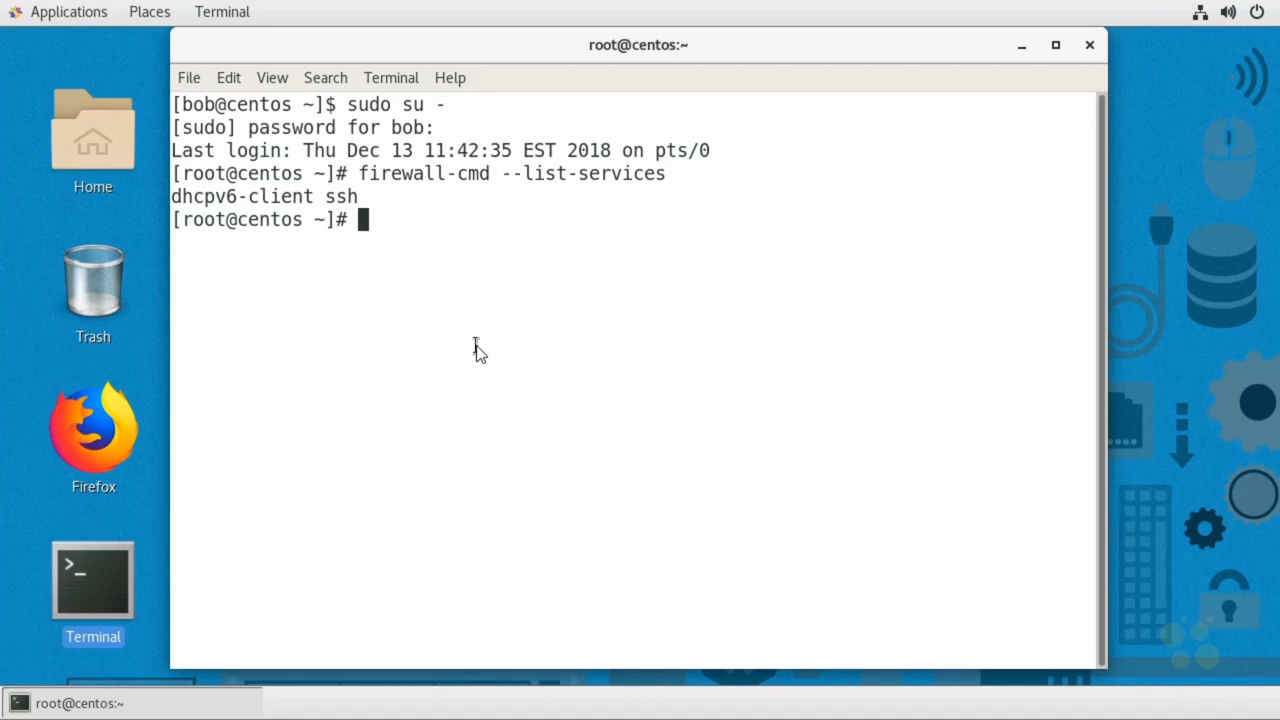 Applications Places Terminal
root@centos:~
File Edit View Search Terminal Help
[bob@centos ~]$ sudo su -
[sudo] password for bob:
Last login: Thu Dec 13 11:42:35 EST 2018 on pts/0
[root@centos ~]# firewall-cmd --list-services
dhcpv6-client ssh
[root@centos ~]#
Home
Trash
Firefox
>_
Terminal
root@centos:~